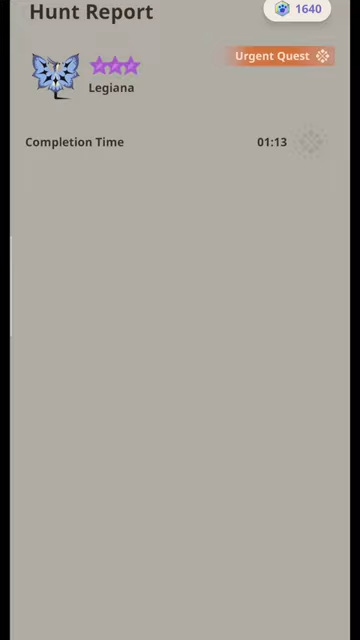 Hunt Report
1640
Urgent Quest
Legiana
Completion Time
01:13